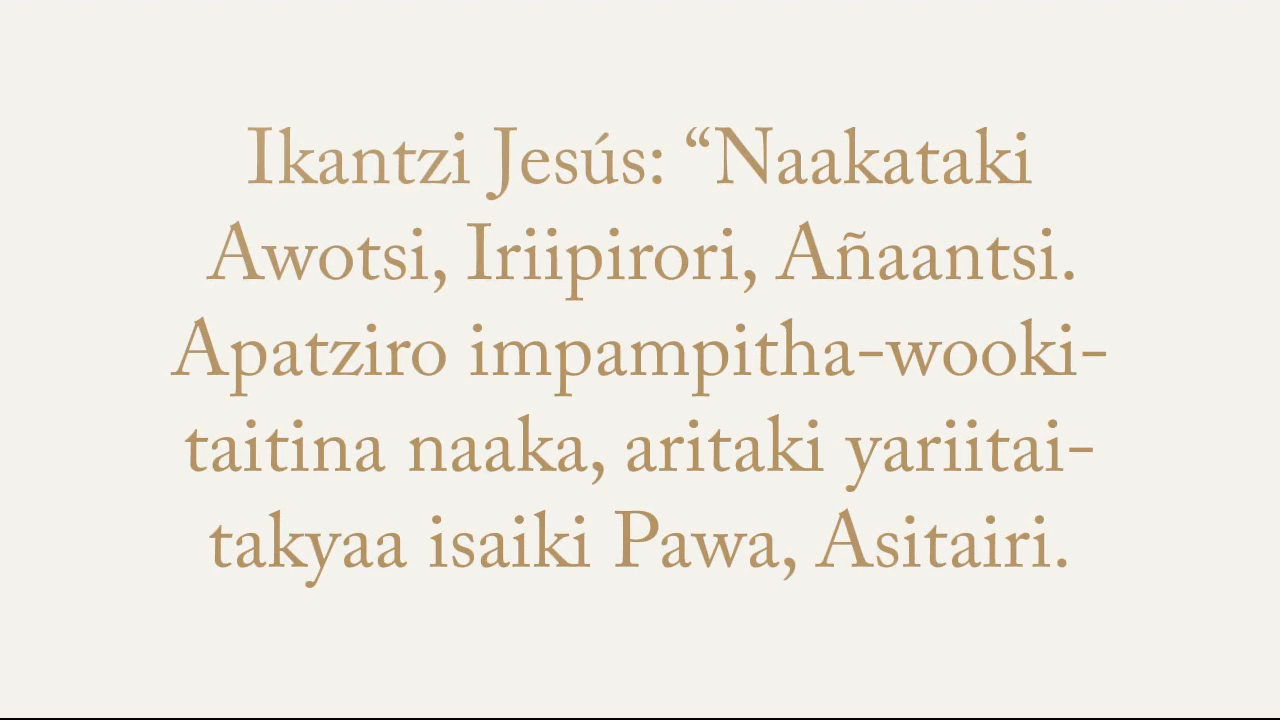 Ikantzi Jesús: “Naakataki
Awotsi, Iriipirori, Añaantsi.
Apatziro impampitha-wooki-
taitina naaka, aritaki yariitai-
takyaa isaiki Pawa, Asitairi.